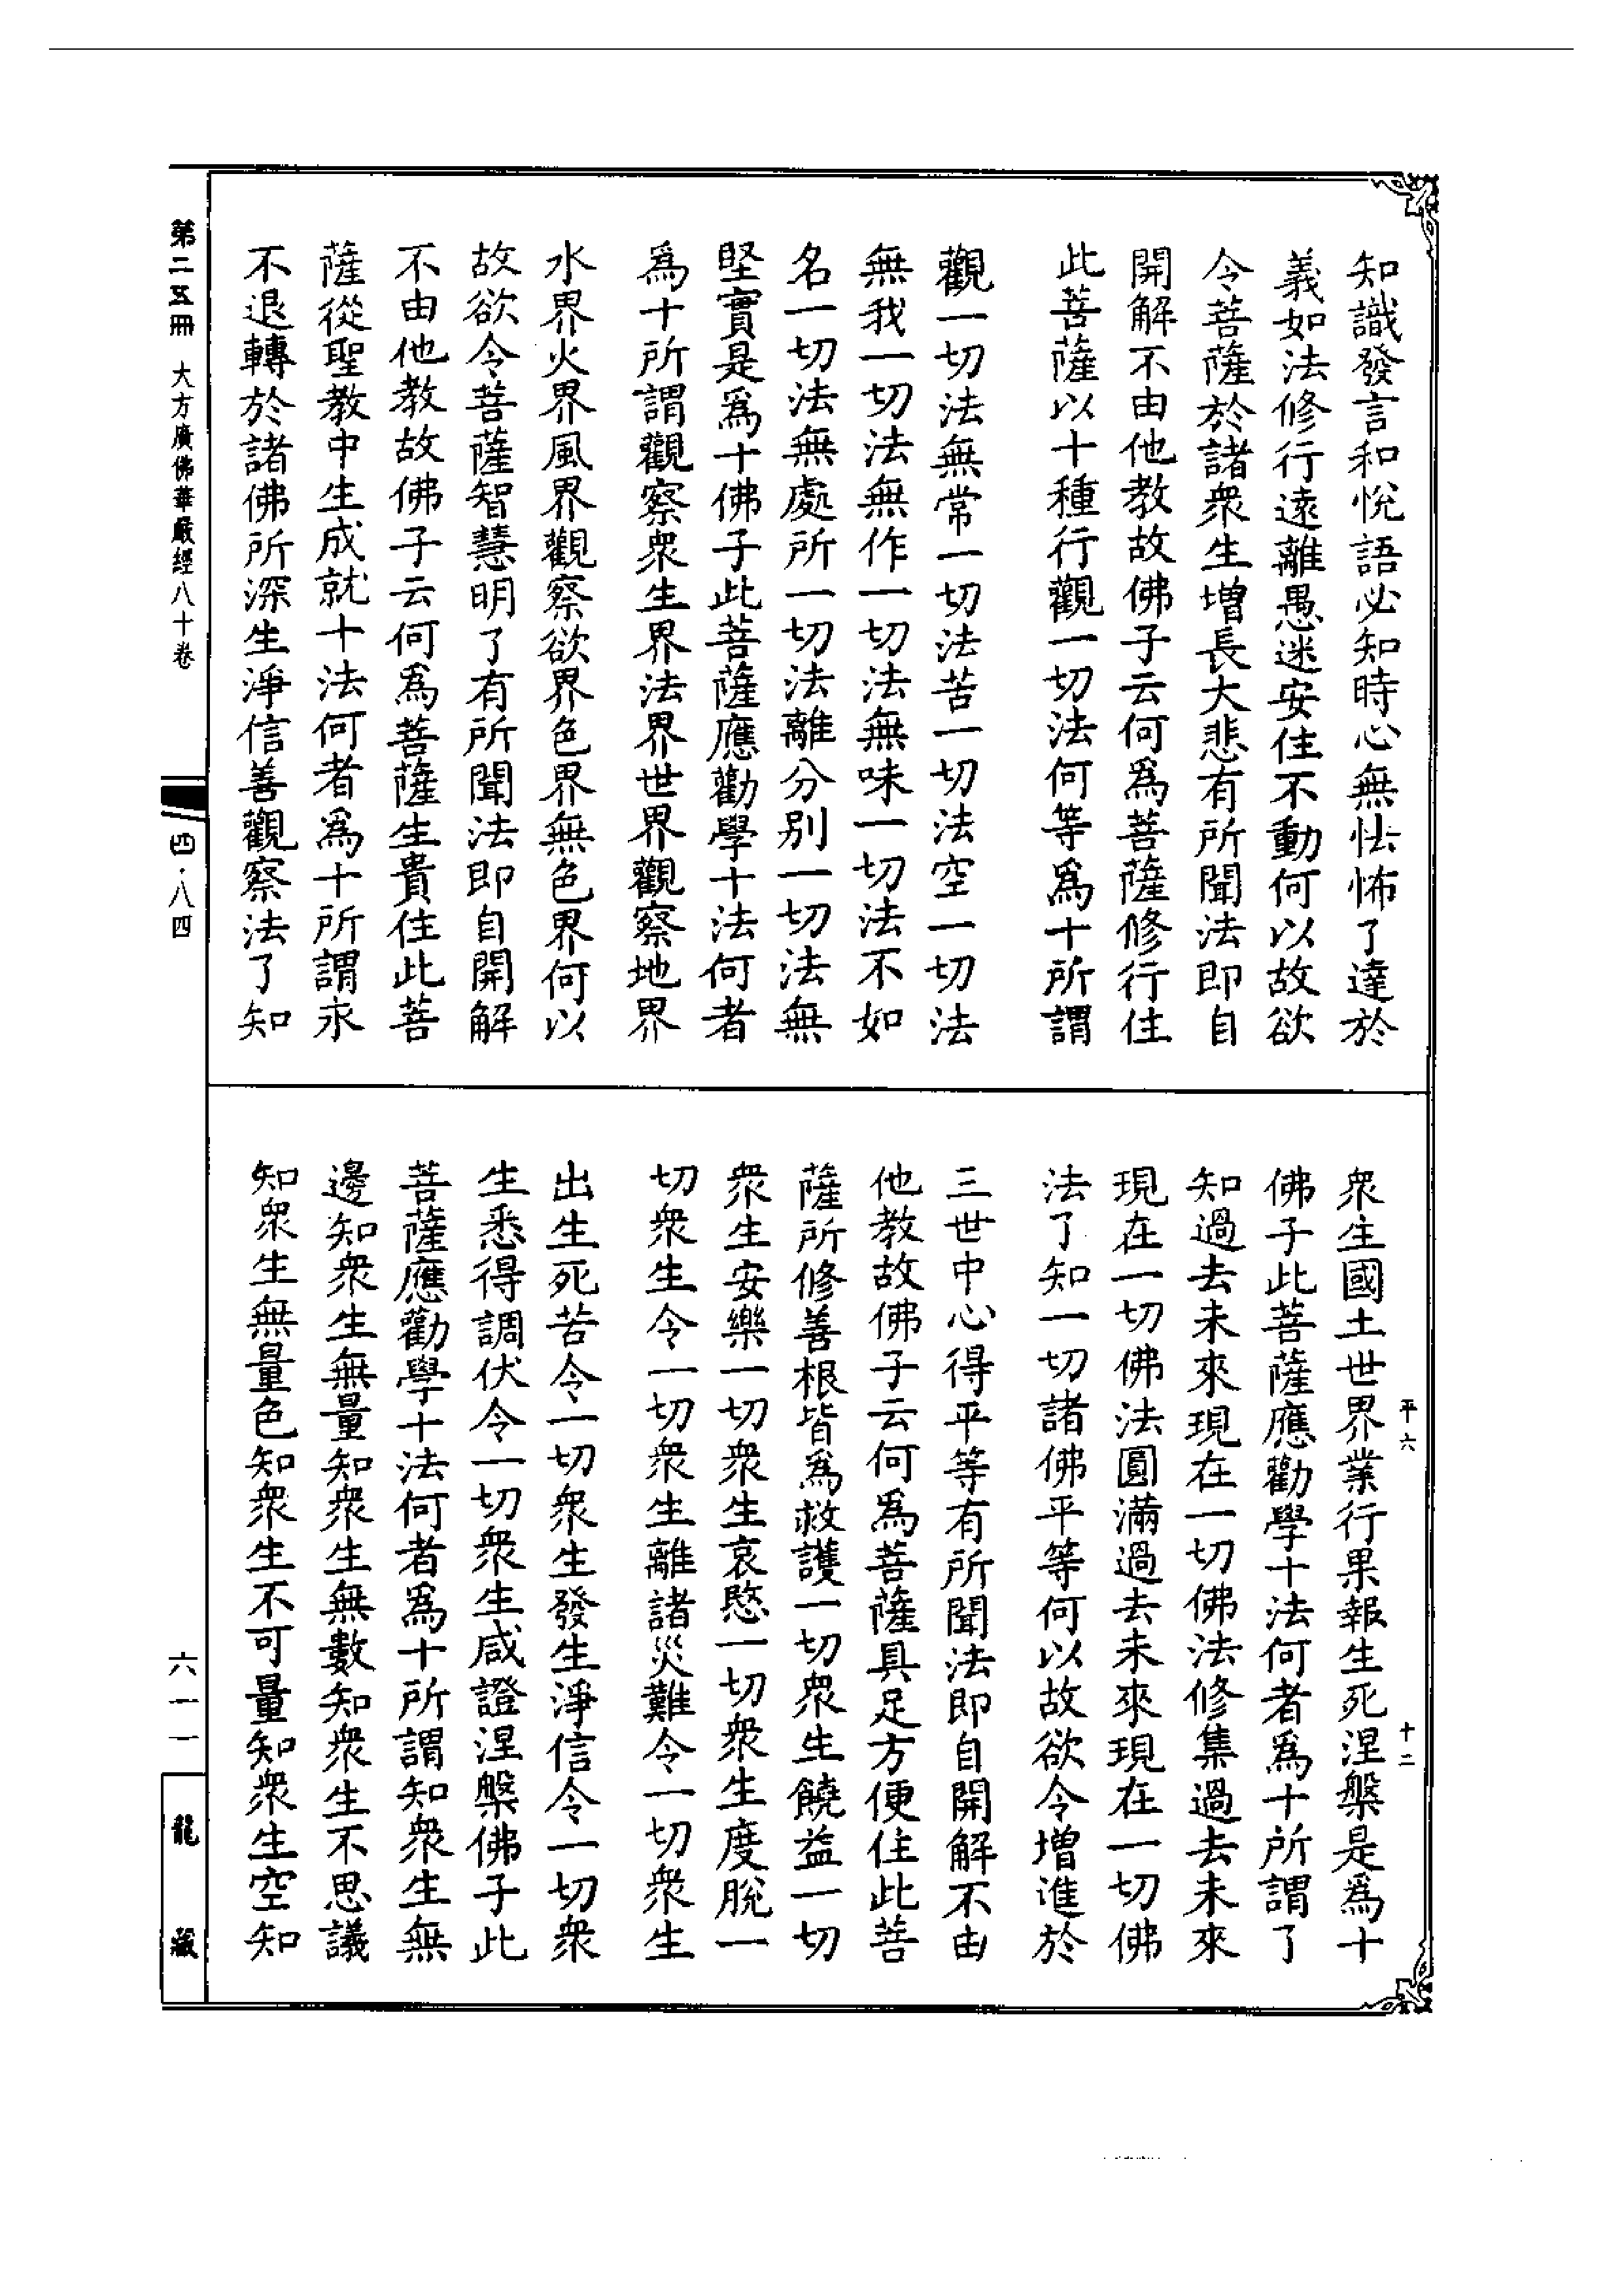 知識發言和悅語必知時心無怯怖了達於
義如法修行遠離愚迷安住不動何以故欲
令菩薩於諸衆生增長大悲有所聞法即自
開解不由他教故佛子云何爲菩薩修行住
此菩薩以十種行觀一切法何等爲十所謂
觀一切法無常一切法苦一切法空一切法
無我一切法無作一切法無味一切法不如
名一切法無處所一切法離分別一切法無
堅實是爲十佛子此菩薩應勸學十法何者
爲十所謂觀察衆生界法界世界觀察地界
水界火界風界觀察欲界色界無色界何以
故欲令菩薩智慧明了有所聞法即自開解
不由他教故佛子云何爲菩薩生貴住此菩
薩從聖教中生成就十法何者爲十所謂永
不退轉於諸佛所深生淨信善觀察法了知
衆生國土世界業行果報生死涅槃是爲十
佛子此菩薩應勸學十法何者爲十所謂了
知過去未來現在一切佛法修集過去未來
現在一切佛法圓滿過去未來現在一切佛
法了知一切諸佛平等何以故欲令增進於
三世中心得平等有所聞法即自開解不由
他教故佛子云何爲菩薩具足方便住此菩
薩所修善根皆爲救護一切衆生饒益一切
衆生安樂一切衆生哀愍一切衆生度脫一
切衆生令一切衆生離諸災難令一切衆生
出生死苦令一切衆生發生淨信令一切衆
生悉得調伏令一切衆生咸證涅槃佛子此
菩薩應勸學十法何者爲十所謂知衆生無
邊知衆生無量知衆生無數知衆生不思議
知衆生無量色知衆生不可量知衆生空知
平六 十二
第二五冊 大方廣佛華嚴經八十卷 四·八四
六一一 龍藏